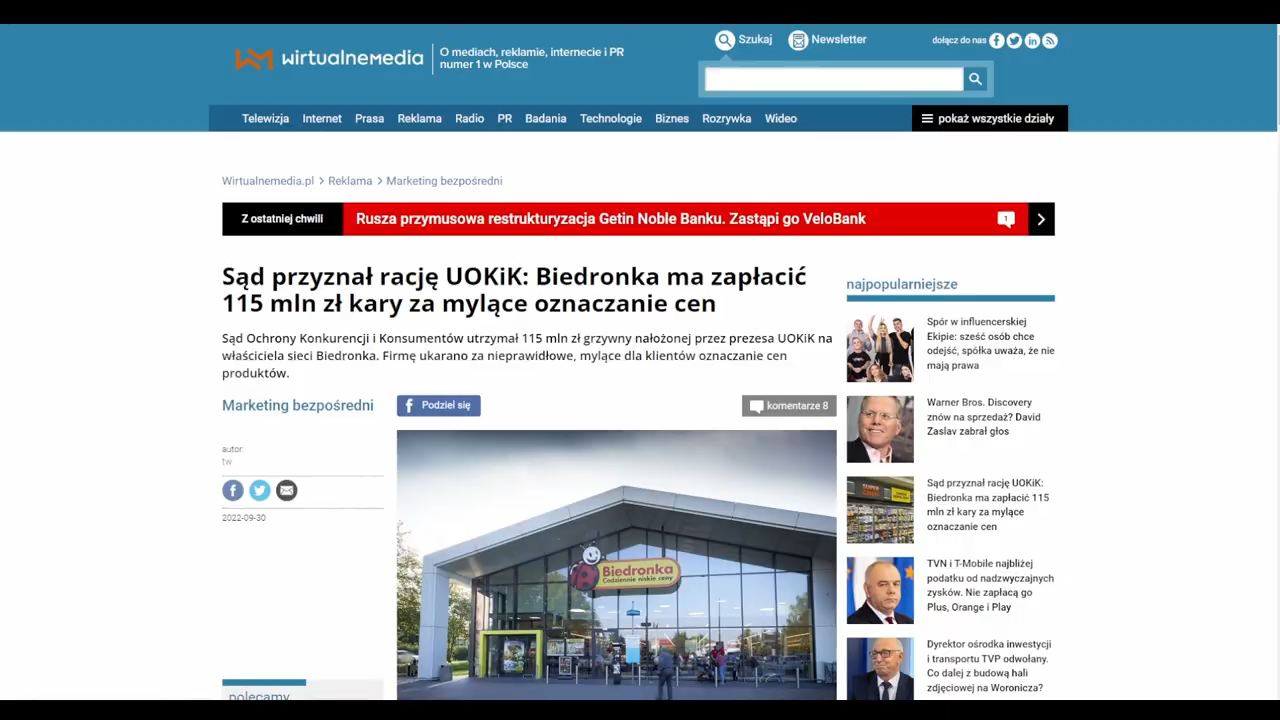 wirtualnemedia
O mediach, reklamie, internecie i PR
numer 1 w Polsce
Szukaj
Newsletter
dołącz do nas
Telewizja Internet Prasa Reklama Radio PR Badania Technologie Biznes Rozrywka Wideo
pokaż wszystkie działy
Wirtualnemedia.pl > Reklama > Marketing bezpośredni
Z ostatniej chwili
Rusza przymusowa restrukturyzacja Getin Noble Banku. Zastąpi go VeloBank
1
Sąd przyznał rację UOKiK: Biedronka ma zapłacić
115 mln zł kary za mylące oznaczanie cen
Sąd Ochrony Konkurencji i Konsumentów utrzymał 115 mln zł grzywny nałożonej przez prezesa UOKiK na
właściciela sieci Biedronka. Firmę ukarano za nieprawidłowe, mylące dla klientów oznaczanie cen
produktów.
Marketing bezpośredni
Podziel się
komentarze 8
autor:
tw
2022-09-30
polecamy
Biedronka
Codziennie niskie ceny
najpopularniejsze
Spór w influencerskiej
Ekipie: sześć osób chce
odejść, spółka uważa, że nie
mają prawa
Warner Bros. Discovery
znów na sprzedaż? David
Zaslav zabrał głos
Sąd przyznał rację UOKiK:
Biedronka ma zapłacić 115
mln zł kary za mylące
oznaczanie cen
TVN i T-Mobile najbliżej
podatku od nadzwyczajnych
zysków. Nie zapłacą go
Plus, Orange i Play
Dyrektor ośrodka inwestycji
i transportu TVP odwołany.
Co dalej z budową hali
zdjęciowej na Woronicza?